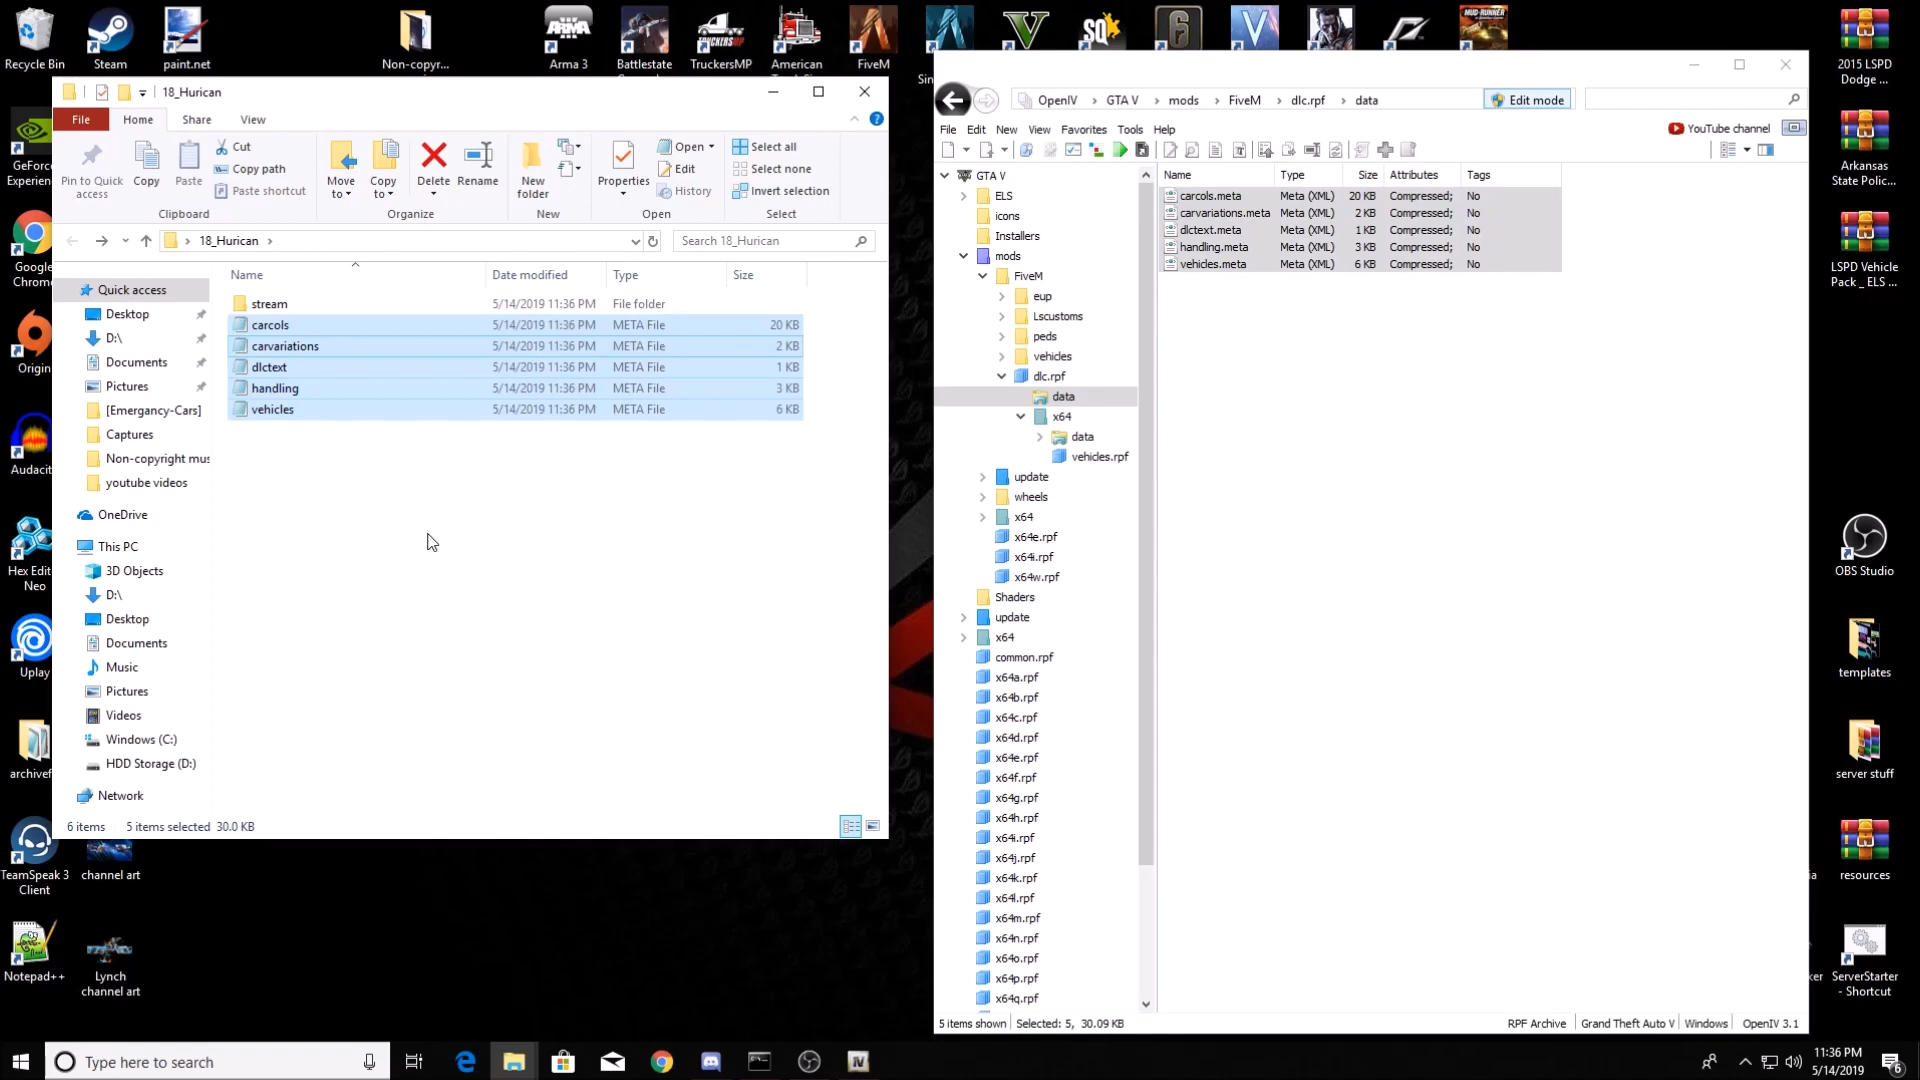 Recycle Bin
Steam
paint.net
Non-copyr...
ARMA
Arma 3
Battlestate
TRUCKERSMP
TruckersMP
American
FiveM
SQ
6
V
MUD-RUNNER
2015 LSPD
Dodge ...
18_Hurican
File
Home
Share
View
Pin to Quick
access
Copy
Paste
Cut
Copy path
Paste shortcut
Clipboard
Move
to
Copy
to
Delete
Rename
Organize
New
folder
New
Properties
Open
Edit
History
Open
Select all
Select none
Invert selection
Select
18_Hurican
Search 18_Hurican
Name
Date modified
Type
Size
stream
5/14/2019 11:36 PM
File folder
carcols
5/14/2019 11:36 PM
META File
20 KB
carvariations
5/14/2019 11:36 PM
META File
2 KB
dlctext
5/14/2019 11:36 PM
META File
1 KB
handling
5/14/2019 11:36 PM
META File
3 KB
vehicles
5/14/2019 11:36 PM
META File
6 KB
Quick access
Desktop
D:\
Documents
Pictures
[Emergancy-Cars]
Captures
Non-copyright mus
youtube videos
OneDrive
This PC
3D Objects
D:\
Desktop
Documents
Music
Pictures
Videos
Windows (C:)
HDD Storage (D:)
Network
6 items
5 items selected
30.0 KB
GeForce
Experien
Google
Chrom
Origin
Audacit
Hex Edit
Neo
Uplay
archivef
TeamSpeak 3
Client
channel art
Notepad++
Lynch
channel art
Sin
OpenIV
GTA V
mods
FiveM
dlc.rpf
data
Edit mode
File
Edit
New
View
Favorites
Tools
Help
YouTube channel
GTA V
ELS
icons
Installers
mods
FiveM
eup
Lscustoms
peds
vehicles
dlc.rpf
data
x64
data
vehicles.rpf
update
wheels
x64
x64e.rpf
x64i.rpf
x64w.rpf
Shaders
update
x64
common.rpf
x64a.rpf
x64b.rpf
x64c.rpf
x64d.rpf
x64e.rpf
x64f.rpf
x64g.rpf
x64h.rpf
x64i.rpf
x64j.rpf
x64k.rpf
x64l.rpf
x64m.rpf
x64n.rpf
x64o.rpf
x64p.rpf
x64q.rpf
Name
Type
Size
Attributes
Tags
carcols.meta
Meta (XML)
20 KB
Compressed;
No
carvariations.meta
Meta (XML)
2 KB
Compressed;
No
dlctext.meta
Meta (XML)
1 KB
Compressed;
No
handling.meta
Meta (XML)
3 KB
Compressed;
No
vehicles.meta
Meta (XML)
6 KB
Compressed;
No
5 items shown
Selected: 5, 30.09 KB
RPF Archive
Grand Theft Auto V
Windows
OpenIV 3.1
Arkansas
State Polic...
LSPD Vehicle
Pack _ ELS ...
OBS Studio
templates
server stuff
ia
resources
ker
ServerStarter
- Shortcut
Type here to search
IV
11:36 PM
5/14/2019
6